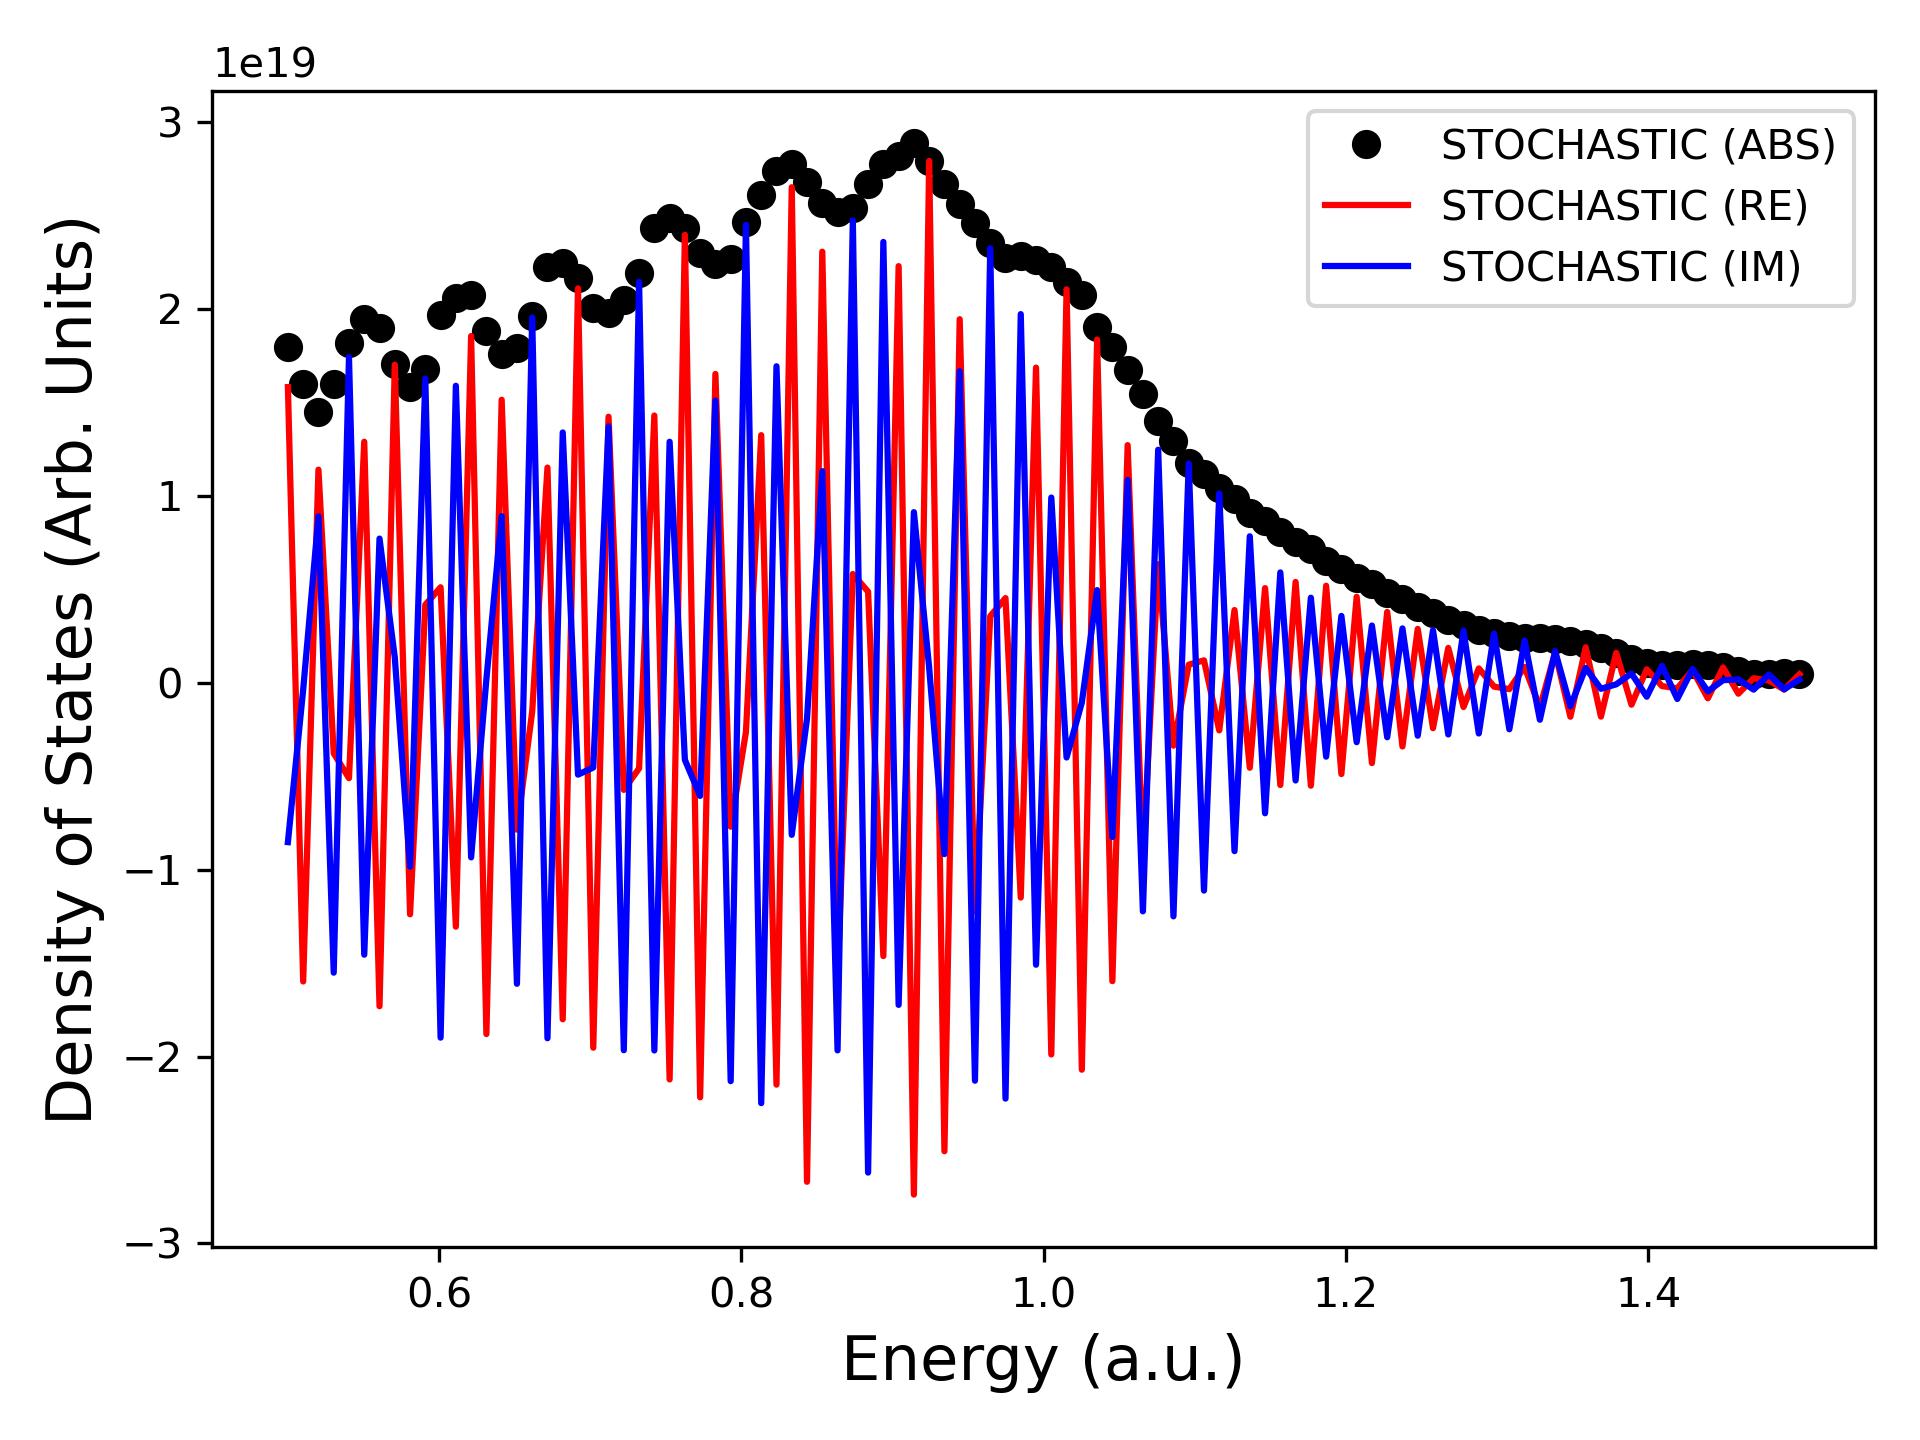 1e19
3
2
1
0
−1
−2
−3
Density of States (Arb. Units)
STOCHASTIC (ABS)
STOCHASTIC (RE)
STOCHASTIC (IM)
0.6 0.8 1.0 1.2 1.4
Energy (a.u.)